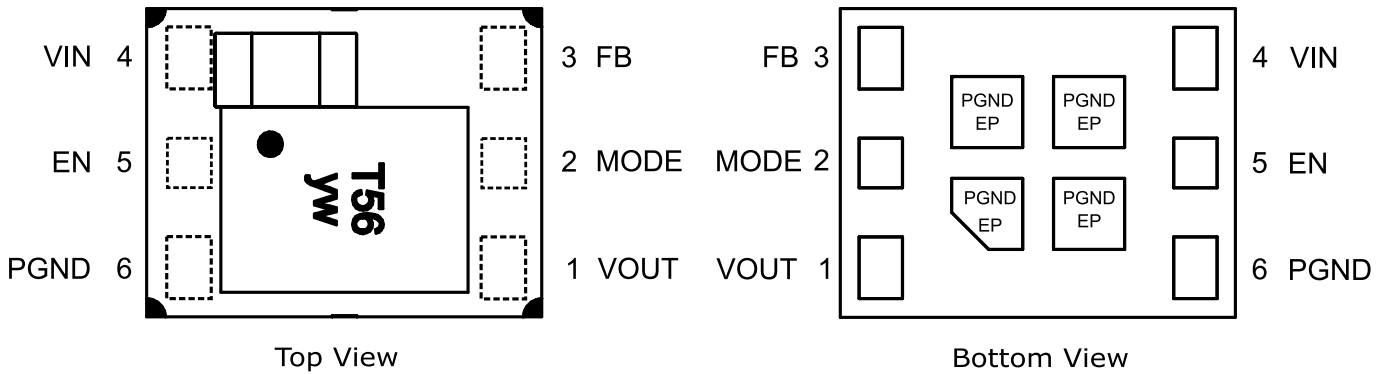 VIN 4
3 FB
EN 5
2 MODE
PGND 6
1 VOUT
T56
yw
Top View
FB 3
4 VIN
MODE 2
5 EN
VOUT 1
6 PGND
PGND
EP
PGND
EP
PGND
EP
PGND
EP
Bottom View